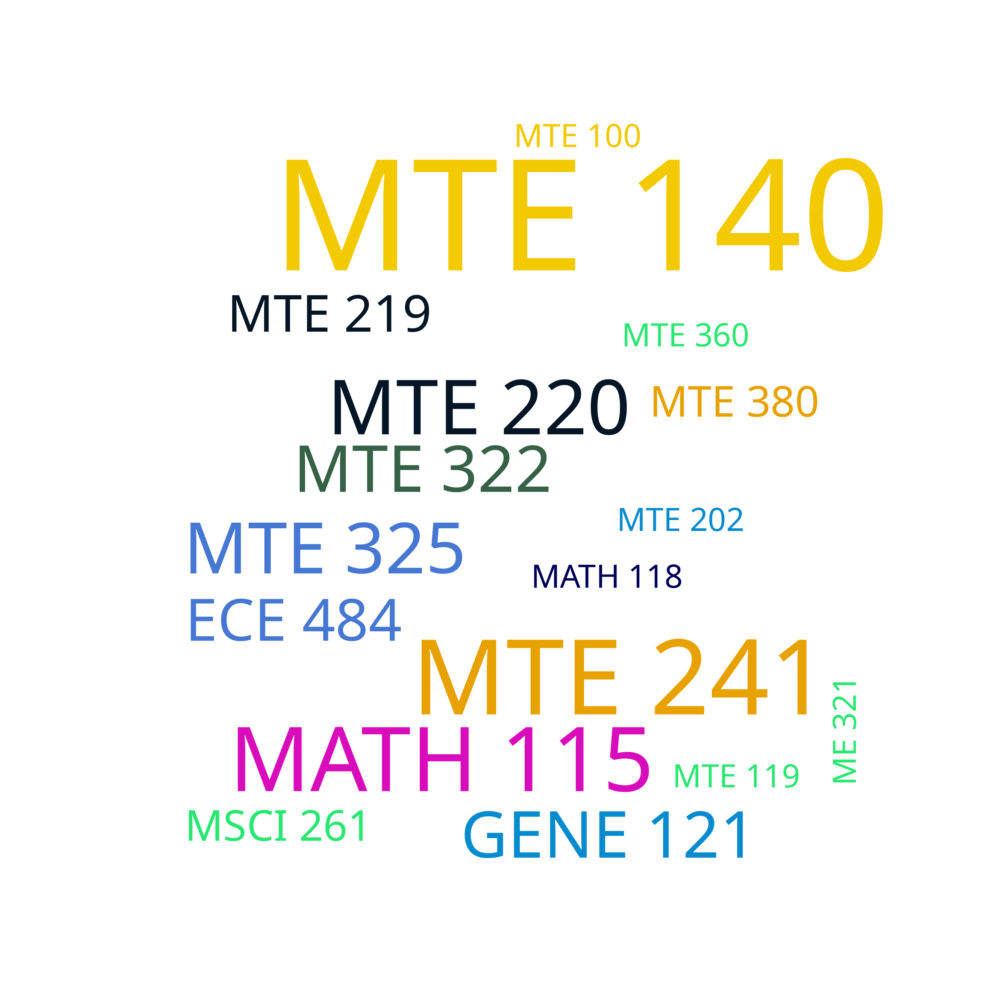 MTE 100
MTE 140
MTE 219
MTE 360
MTE 220
MTE 380
MTE 322
MTE 202
MTE 325
MATH 118
ECE 484
MTE 241
ME 321
MATH 115
MTE 119
MSCI 261
GENE 121